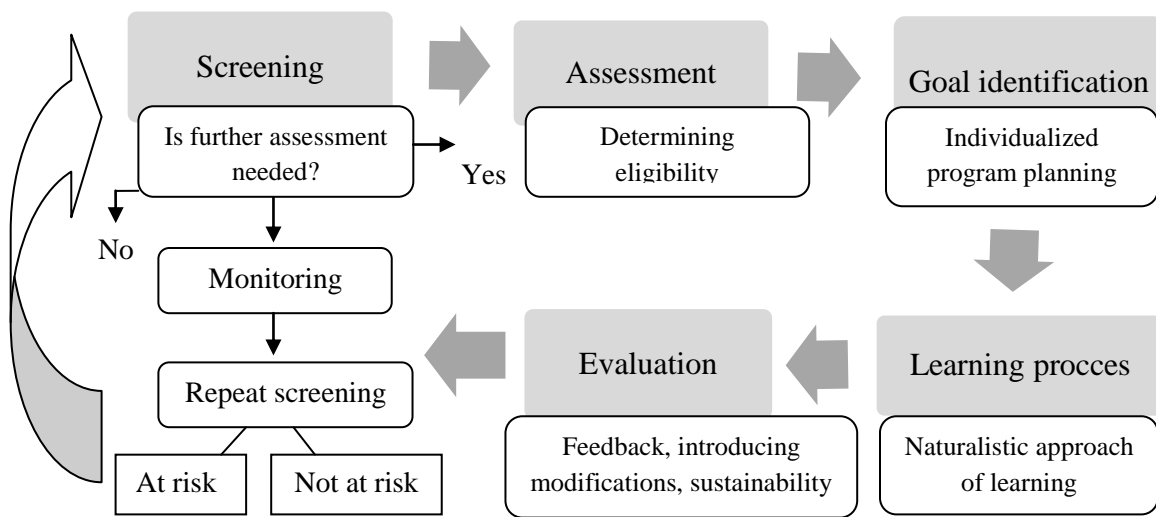 Screening
Is further assessment
needed?
Yes
No
Monitoring
Repeat screening
At risk
Not at risk
Assessment
Determining
eligibility
Goal identification
Individualized
program planning
Learning procces
Naturalistic approach
of learning
Evaluation
Feedback, introducing
modifications, sustainability